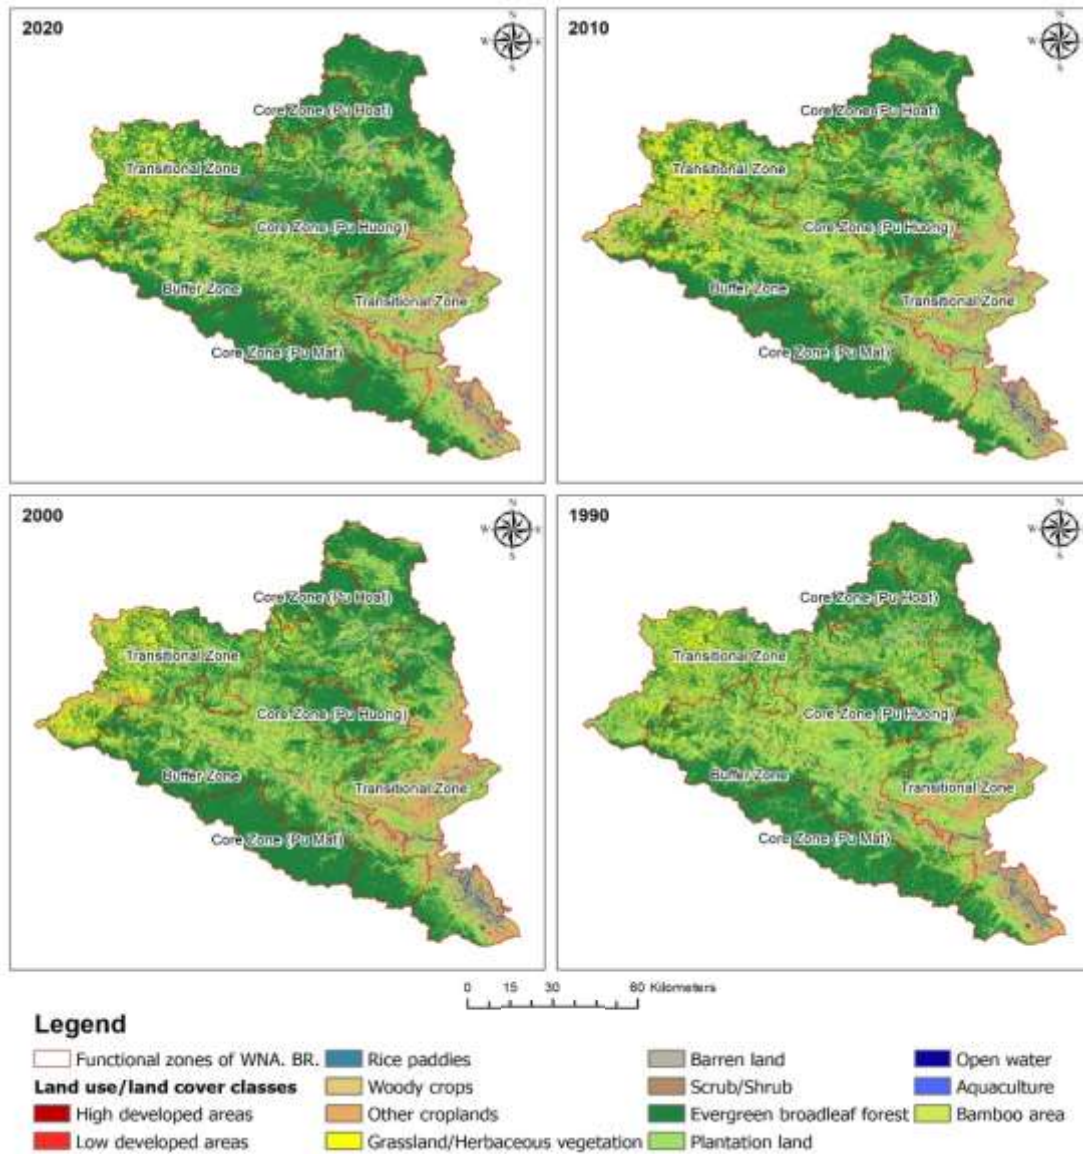 2020
N
W
E
S
Core Zone (Pu Hoat)
Transitional Zone
Core Zone (Pu Huong)
Buffer Zone
Transitional Zone
Core Zone (Pu Mat)
2010
N
W
E
S
Core Zone (Pu Hoat)
Transitional Zone
Core Zone (Pu Huong)
Buffer Zone
Transitional Zone
Core Zone (Pu Mat)
2000
N
W
E
S
Core Zone (Pu Hoat)
Transitional Zone
Core Zone (Pu Huong)
Buffer Zone
Transitional Zone
Core Zone (Pu Mat)
1990
N
W
E
S
Core Zone (Pu Hoat)
Transitional Zone
Core Zone (Pu Huong)
Buffer Zone
Transitional Zone
Core Zone (Pu Mat)
0 15 30 60 Kilometers
Legend
Functional zones of WNA. BR.
Land use/land cover classes
High developed areas
Low developed areas
Rice paddies
Woody crops
Other croplands
Grassland/Herbaceous vegetation
Barren land
Scrub/Shrub
Evergreen broadleaf forest
Plantation land
Open water
Aquaculture
Bamboo area